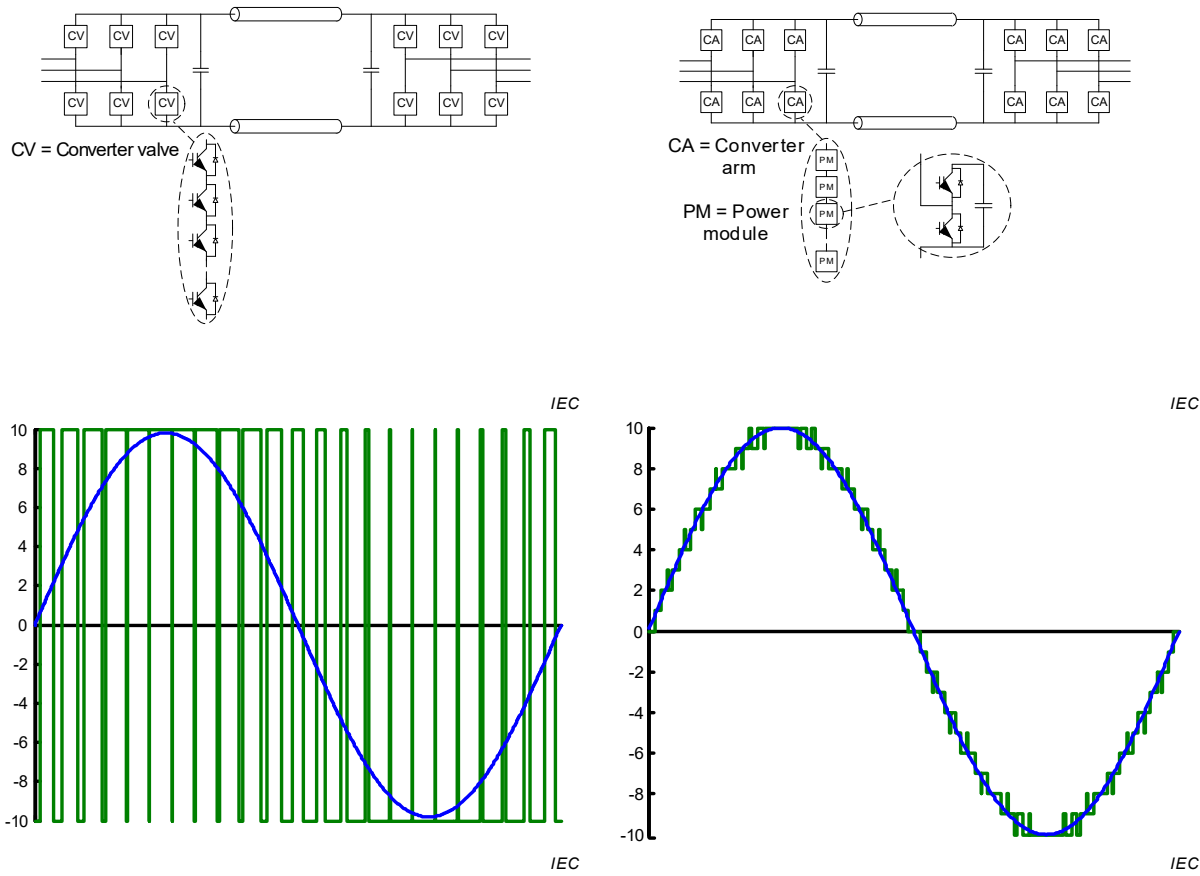 CV CV CV CV CV CV
CV CV CV CV CV CV
CV = Converter valve
CA CA CA CA CA CA
CA CA CA CA CA CA
CA = Converter
arm
PM = Power
module
PM
PM
PM
PM
IEC
IEC
10
8
6
4
2
0
-2
-4
-6
-8
-10
IEC
10
8
6
4
2
0
-2
-4
-6
-8
-10
IEC